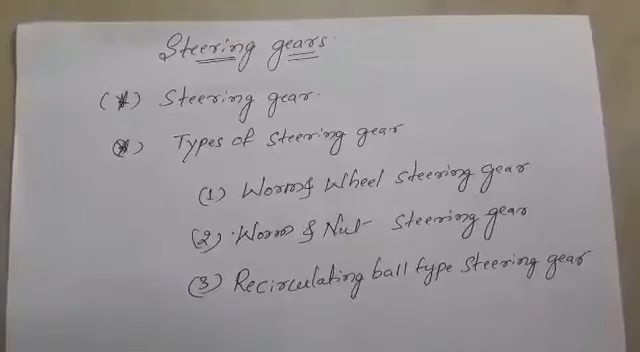 Steering gears.
(*) Steering gear.
(*) Types of Steering gear
(1) Worm & Wheel Steering gear
(2) Worm & Nut Steering gear
(3) Recirculating ball type Steering gear